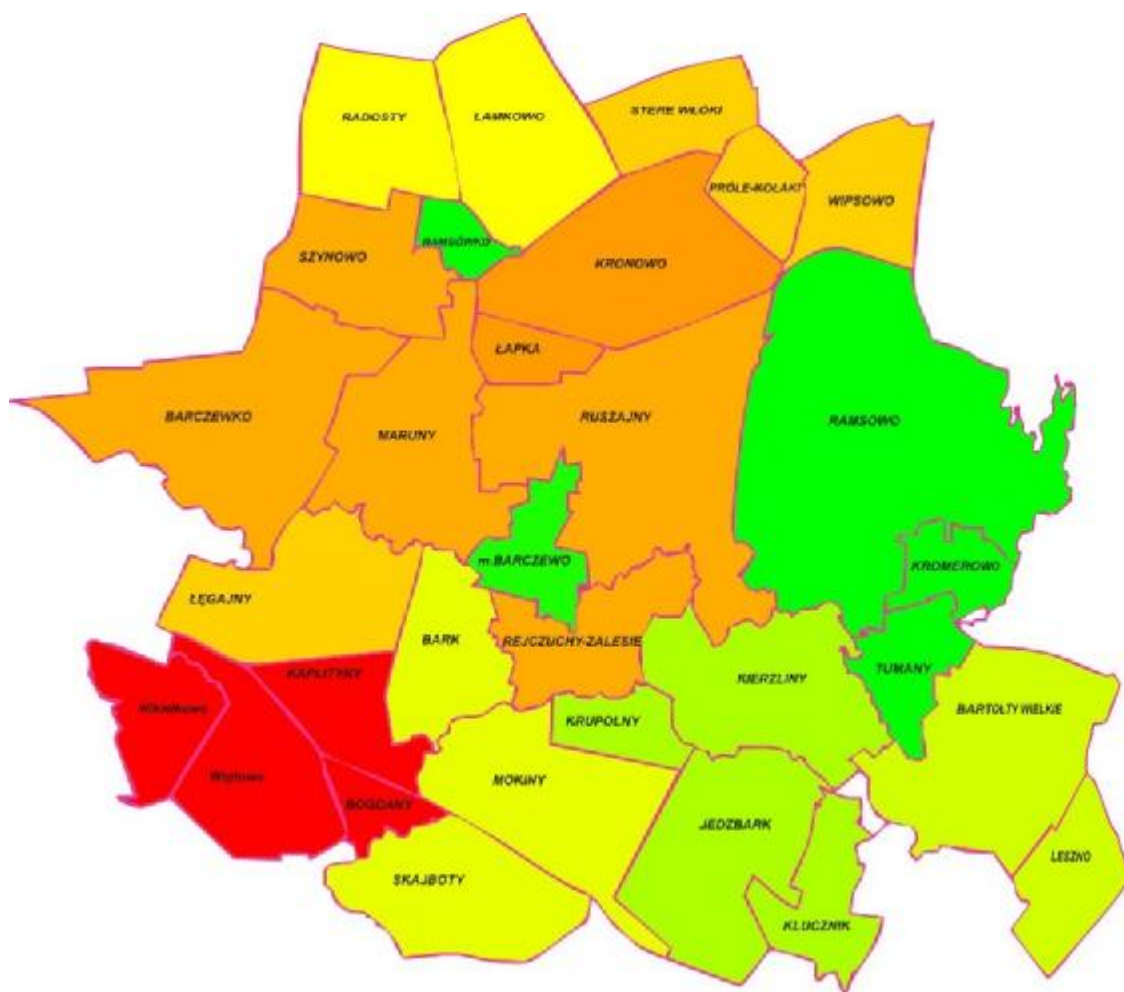 RADOSTY
ŁAMKOWO
STERE WŁÓKI
PRÓLE-KOŁAKI
WIPSOWO
RAMSÓWKO
SZYNOWO
KRONOWO
ŁAPKA
BARCZEWKO
MARUNY
RUSZAJNY
RAMSOWO
m.BARCZEWO
KROMEROWO
ŁĘGAJNY
BARK
REJCZUCHY-ZALESIE
KAPLITYNY
KIERZLINY
TUMANY
BARTOŁTY WIELKIE
KRUPOLNY
MOKINY
BOGDANY
JEDZBARK
LESZNO
SKAJBOTY
KLUCZNIK